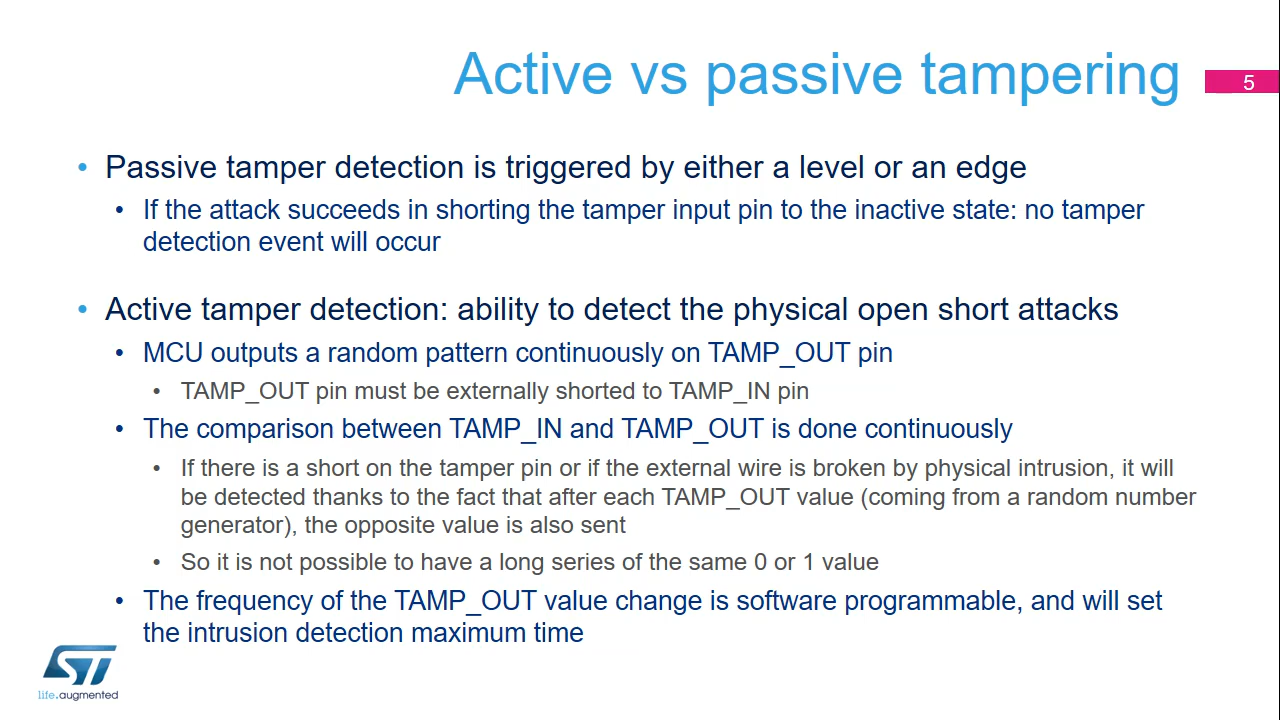 Active vs passive tampering
5
• Passive tamper detection is triggered by either a level or an edge
• If the attack succeeds in shorting the tamper input pin to the inactive state: no tamper
detection event will occur
• Active tamper detection: ability to detect the physical open short attacks
• MCU outputs a random pattern continuously on TAMP_OUT pin
• TAMP_OUT pin must be externally shorted to TAMP_IN pin
• The comparison between TAMP_IN and TAMP_OUT is done continuously
• If there is a short on the tamper pin or if the external wire is broken by physical intrusion, it will
be detected thanks to the fact that after each TAMP_OUT value (coming from a random number
generator), the opposite value is also sent
• So it is not possible to have a long series of the same 0 or 1 value
• The frequency of the TAMP_OUT value change is software programmable, and will set
the intrusion detection maximum time
ST
life.augmented